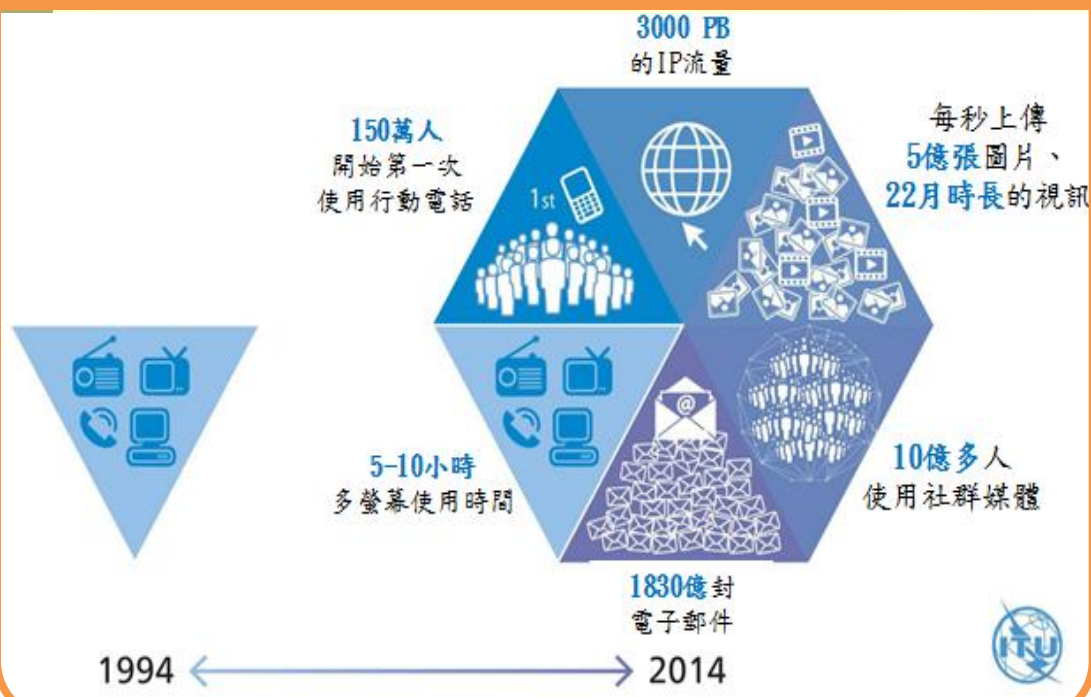 3000 PB
的IP流量
150萬人
開始第一次
使用行動電話
1st
每秒上傳
5億張圖片、
22月時長的視訊
5-10小時
多螢幕使用時間
@
10億多人
使用社群媒體
1830億封
電子郵件
1994
2014
ITU